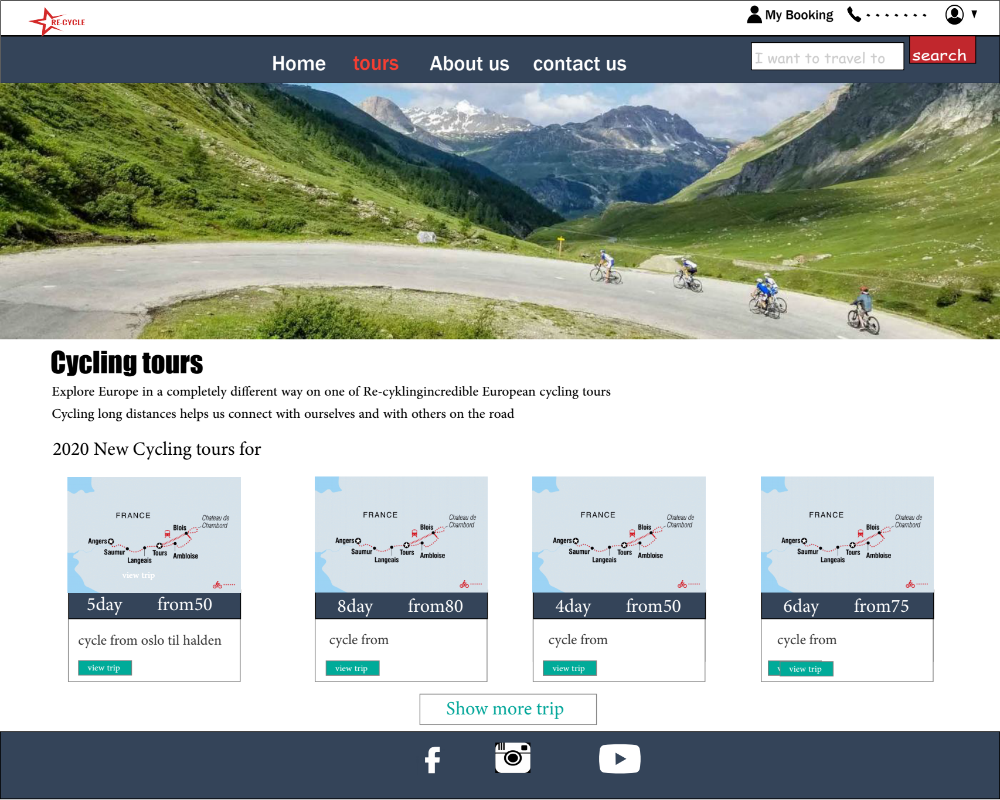 RE-CYCLE
My Booking
Home tours About us contact us
I want to travel to
search
Cycling tours
Explore Europe in a completely different way on one of Re-cyklingincredible European cycling tours
Cycling long distances helps us connect with ourselves and with others on the road
2020 New Cycling tours for
FRANCE
Chateau de
Chambord
Blois
Angers
Saumur
Tours
Ambloise
Langeais
view trip
5day from50
cycle from oslo til halden
view trip
FRANCE
Chateau de
Chambord
Blois
Angers
Saumur
Tours
Ambloise
Langeais
8day from80
cycle from
view trip
FRANCE
Chateau de
Chambord
Blois
Angers
Saumur
Tours
Ambloise
Langeais
4day from50
cycle from
view trip
FRANCE
Chateau de
Chambord
Blois
Angers
Saumur
Tours
Ambloise
Langeais
6day from75
cycle from
view trip
Show more trip